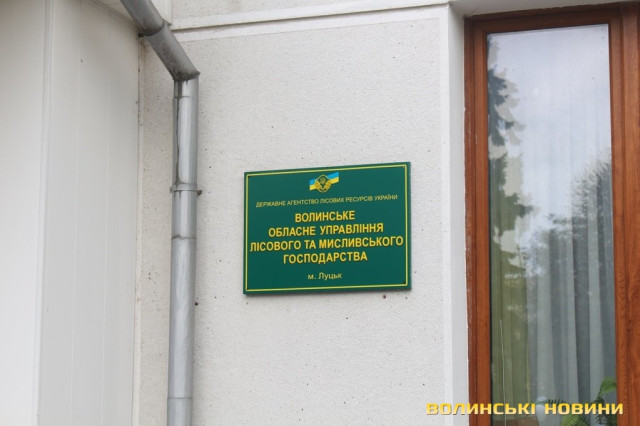 ДЕРЖАВНЕ АГЕНТСТВО ЛІСОВИХ РЕСУРСІВ УКРАЇНИ
ВОЛИНСЬКЕ
ОБЛАСНЕ УПРАВЛІННЯ
ЛІСОВОГО ТА МИСЛИВСЬКОГО
ГОСПОДАРСТВА
м. Луцьк
ВОЛИНСЬКІ НОВИНИ